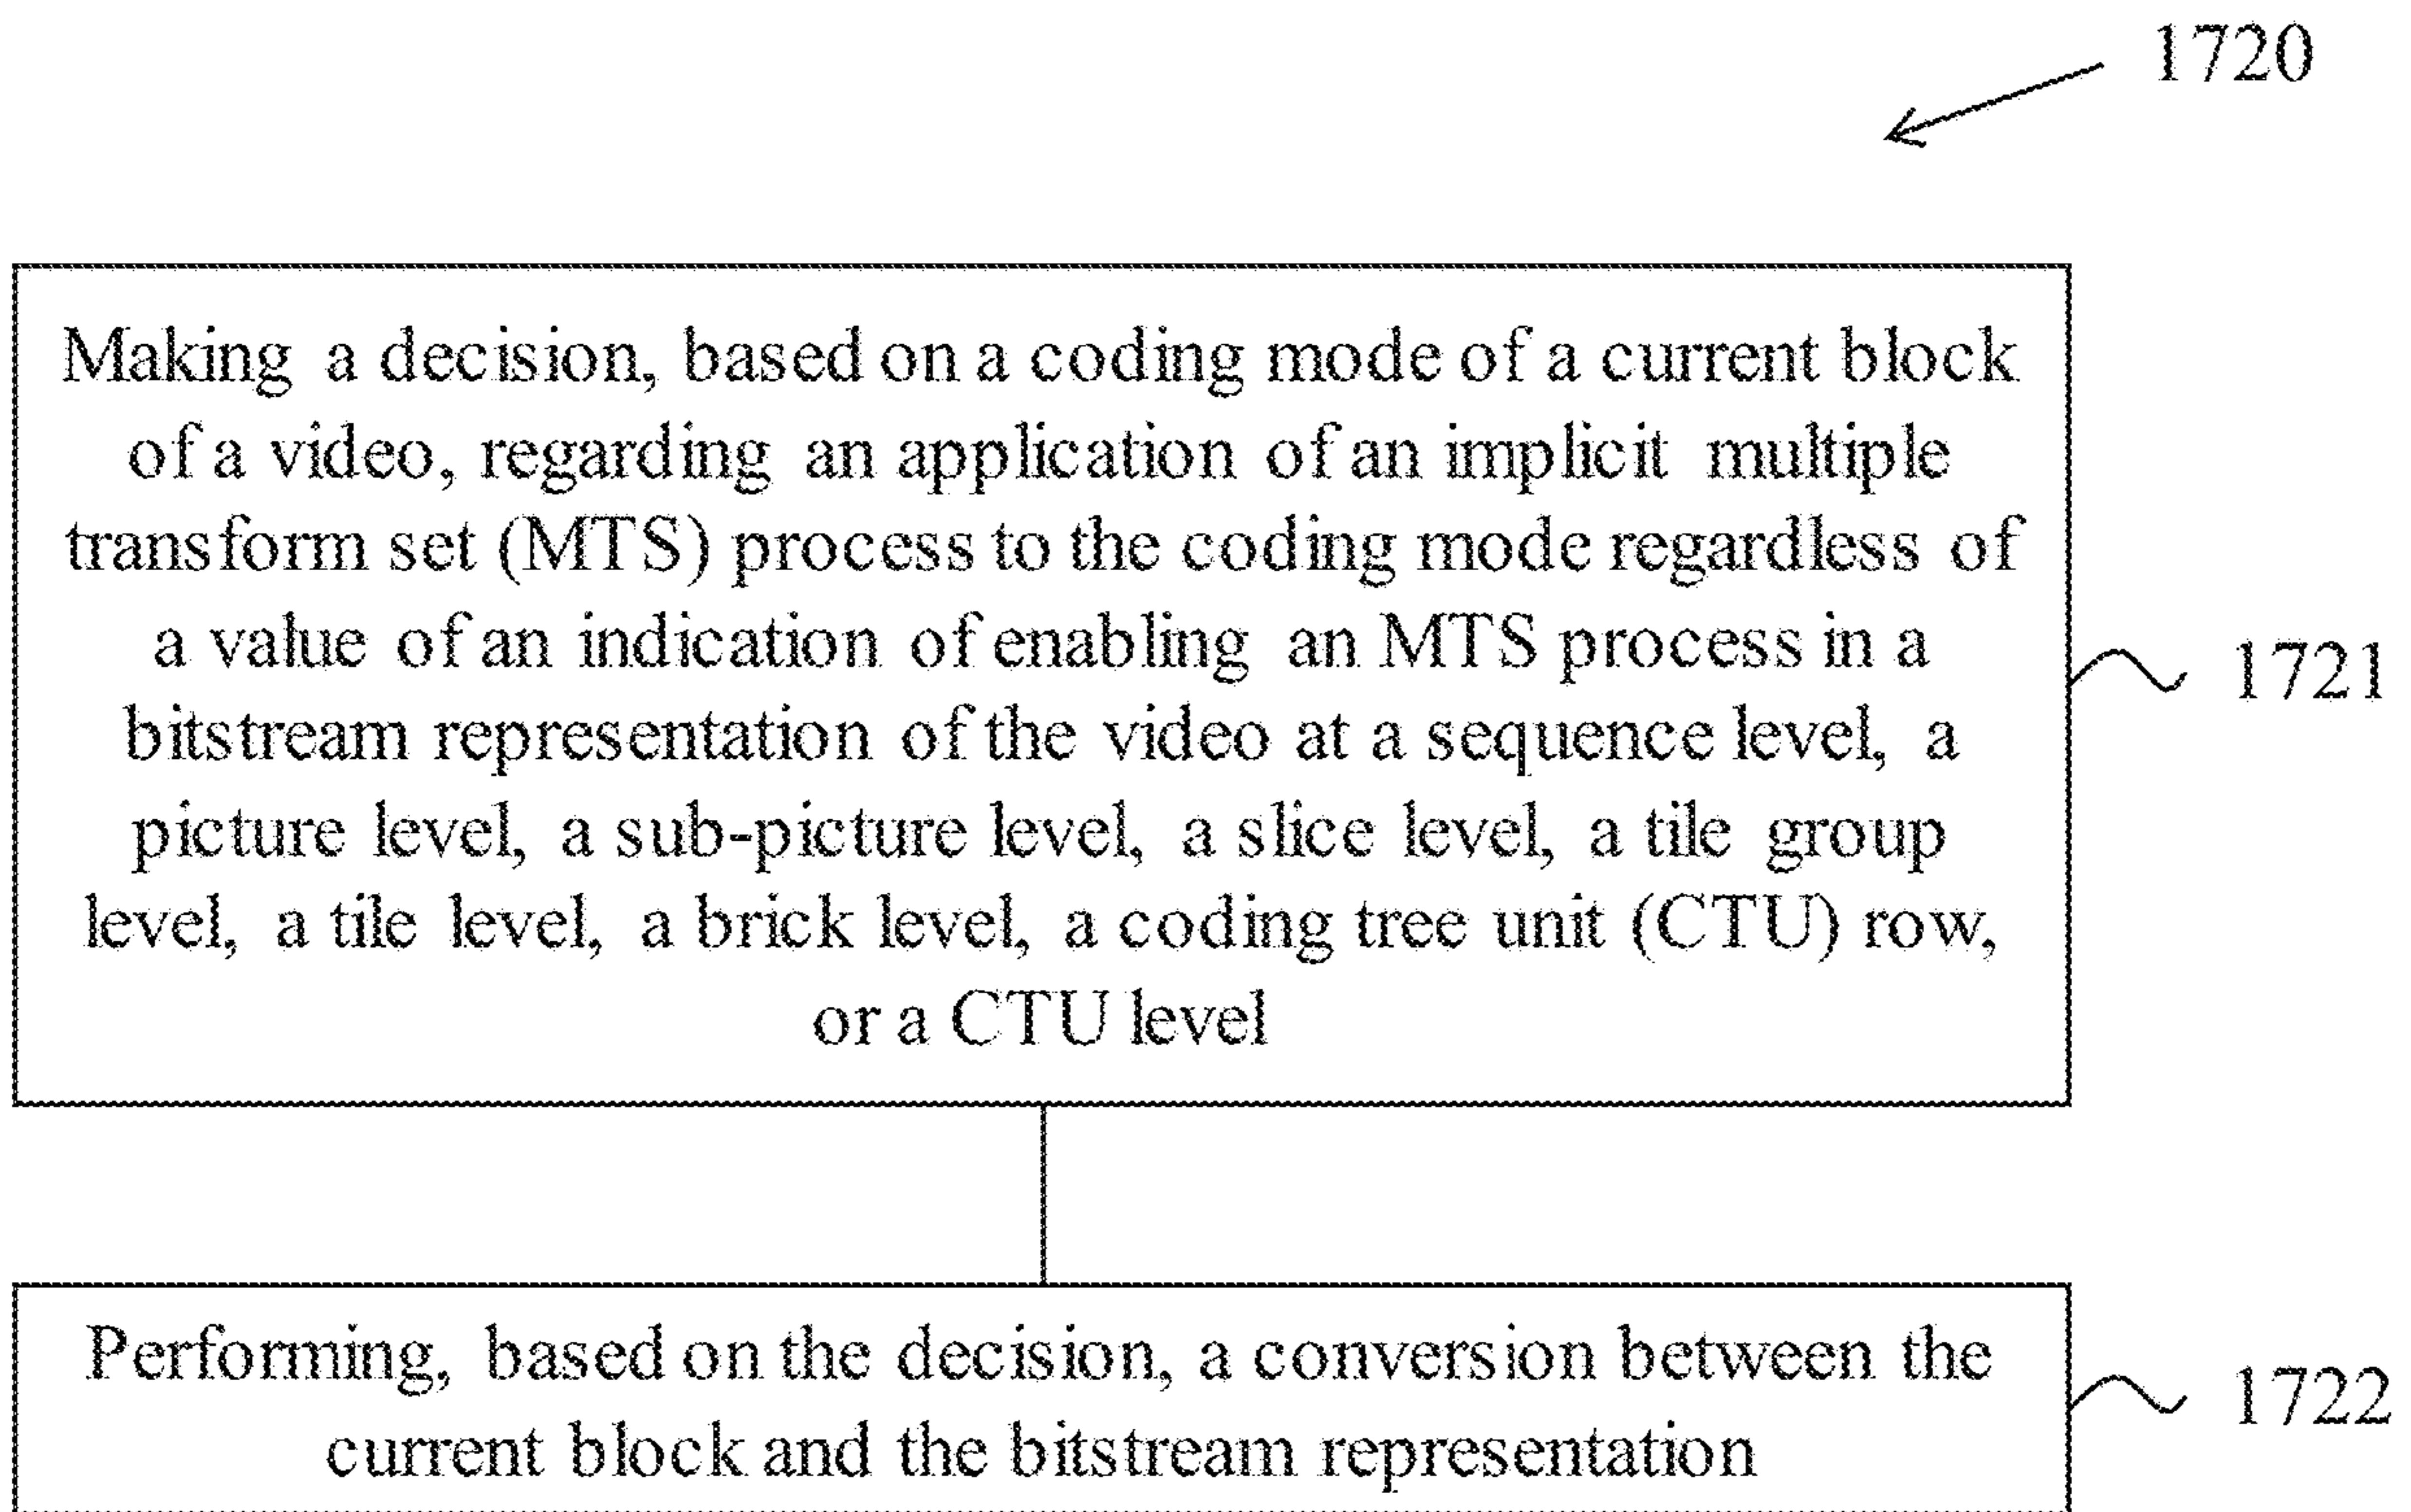 1720
Making a decision, based on a coding mode of a current block
of a video, regarding an application of an implicit multiple
transform set (MTS) process to the coding mode regardless of
a value of an indication of enabling an MTS process in a
bitstream representation of the video at a sequence level, a
picture level, a sub-picture level, a slice level, a tile group
level, a tile level, a brick level, a coding tree unit (CTU) row,
or a CTU level
1721
Performing, based on the decision, a conversion between the
current block and the bitstream representation
1722